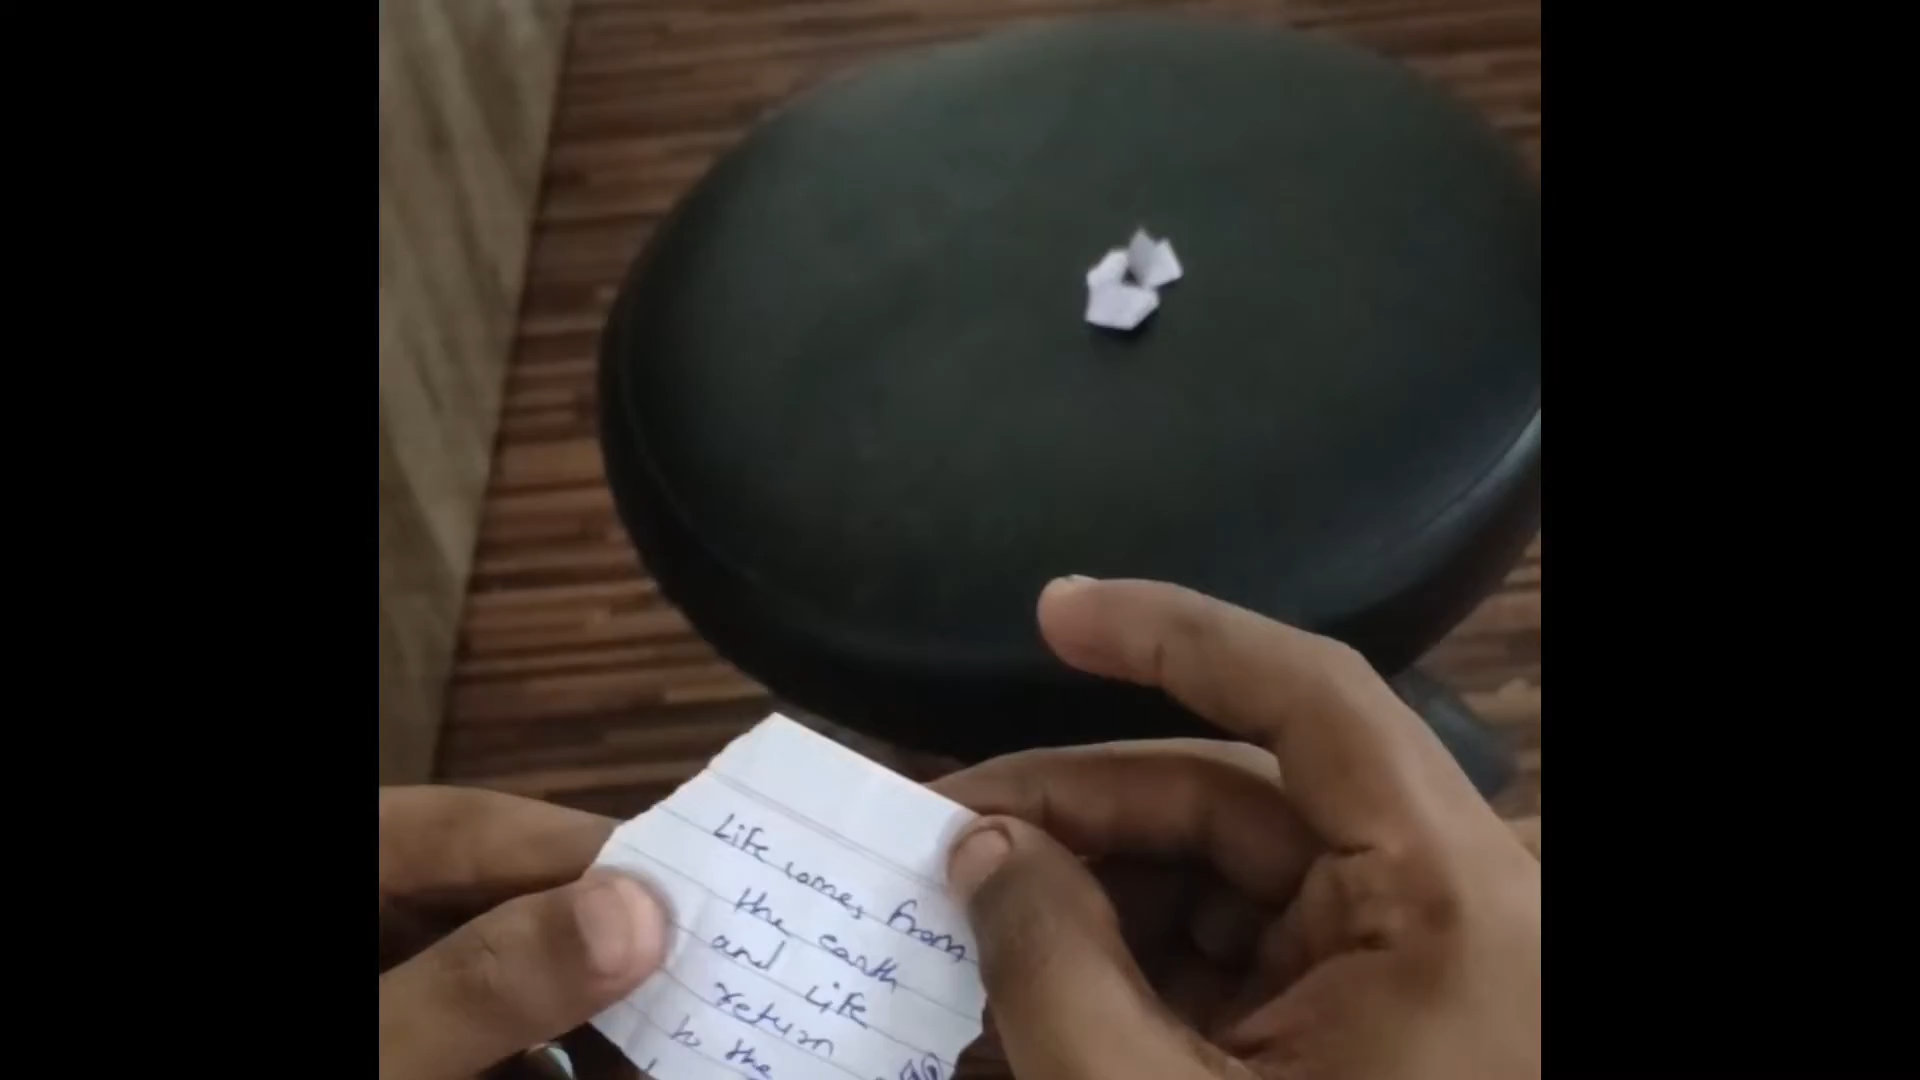 Life comes from
the earth
and Life
return
to the